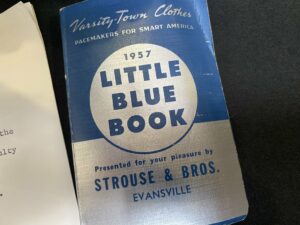 Varsity-Town Clothes
PACEMAKERS FOR SMART AMERICA
1957
LITTLE
BLUE
BOOK
Presented for your pleasure by
STROUSE & BROS.
EVANSVILLE
the